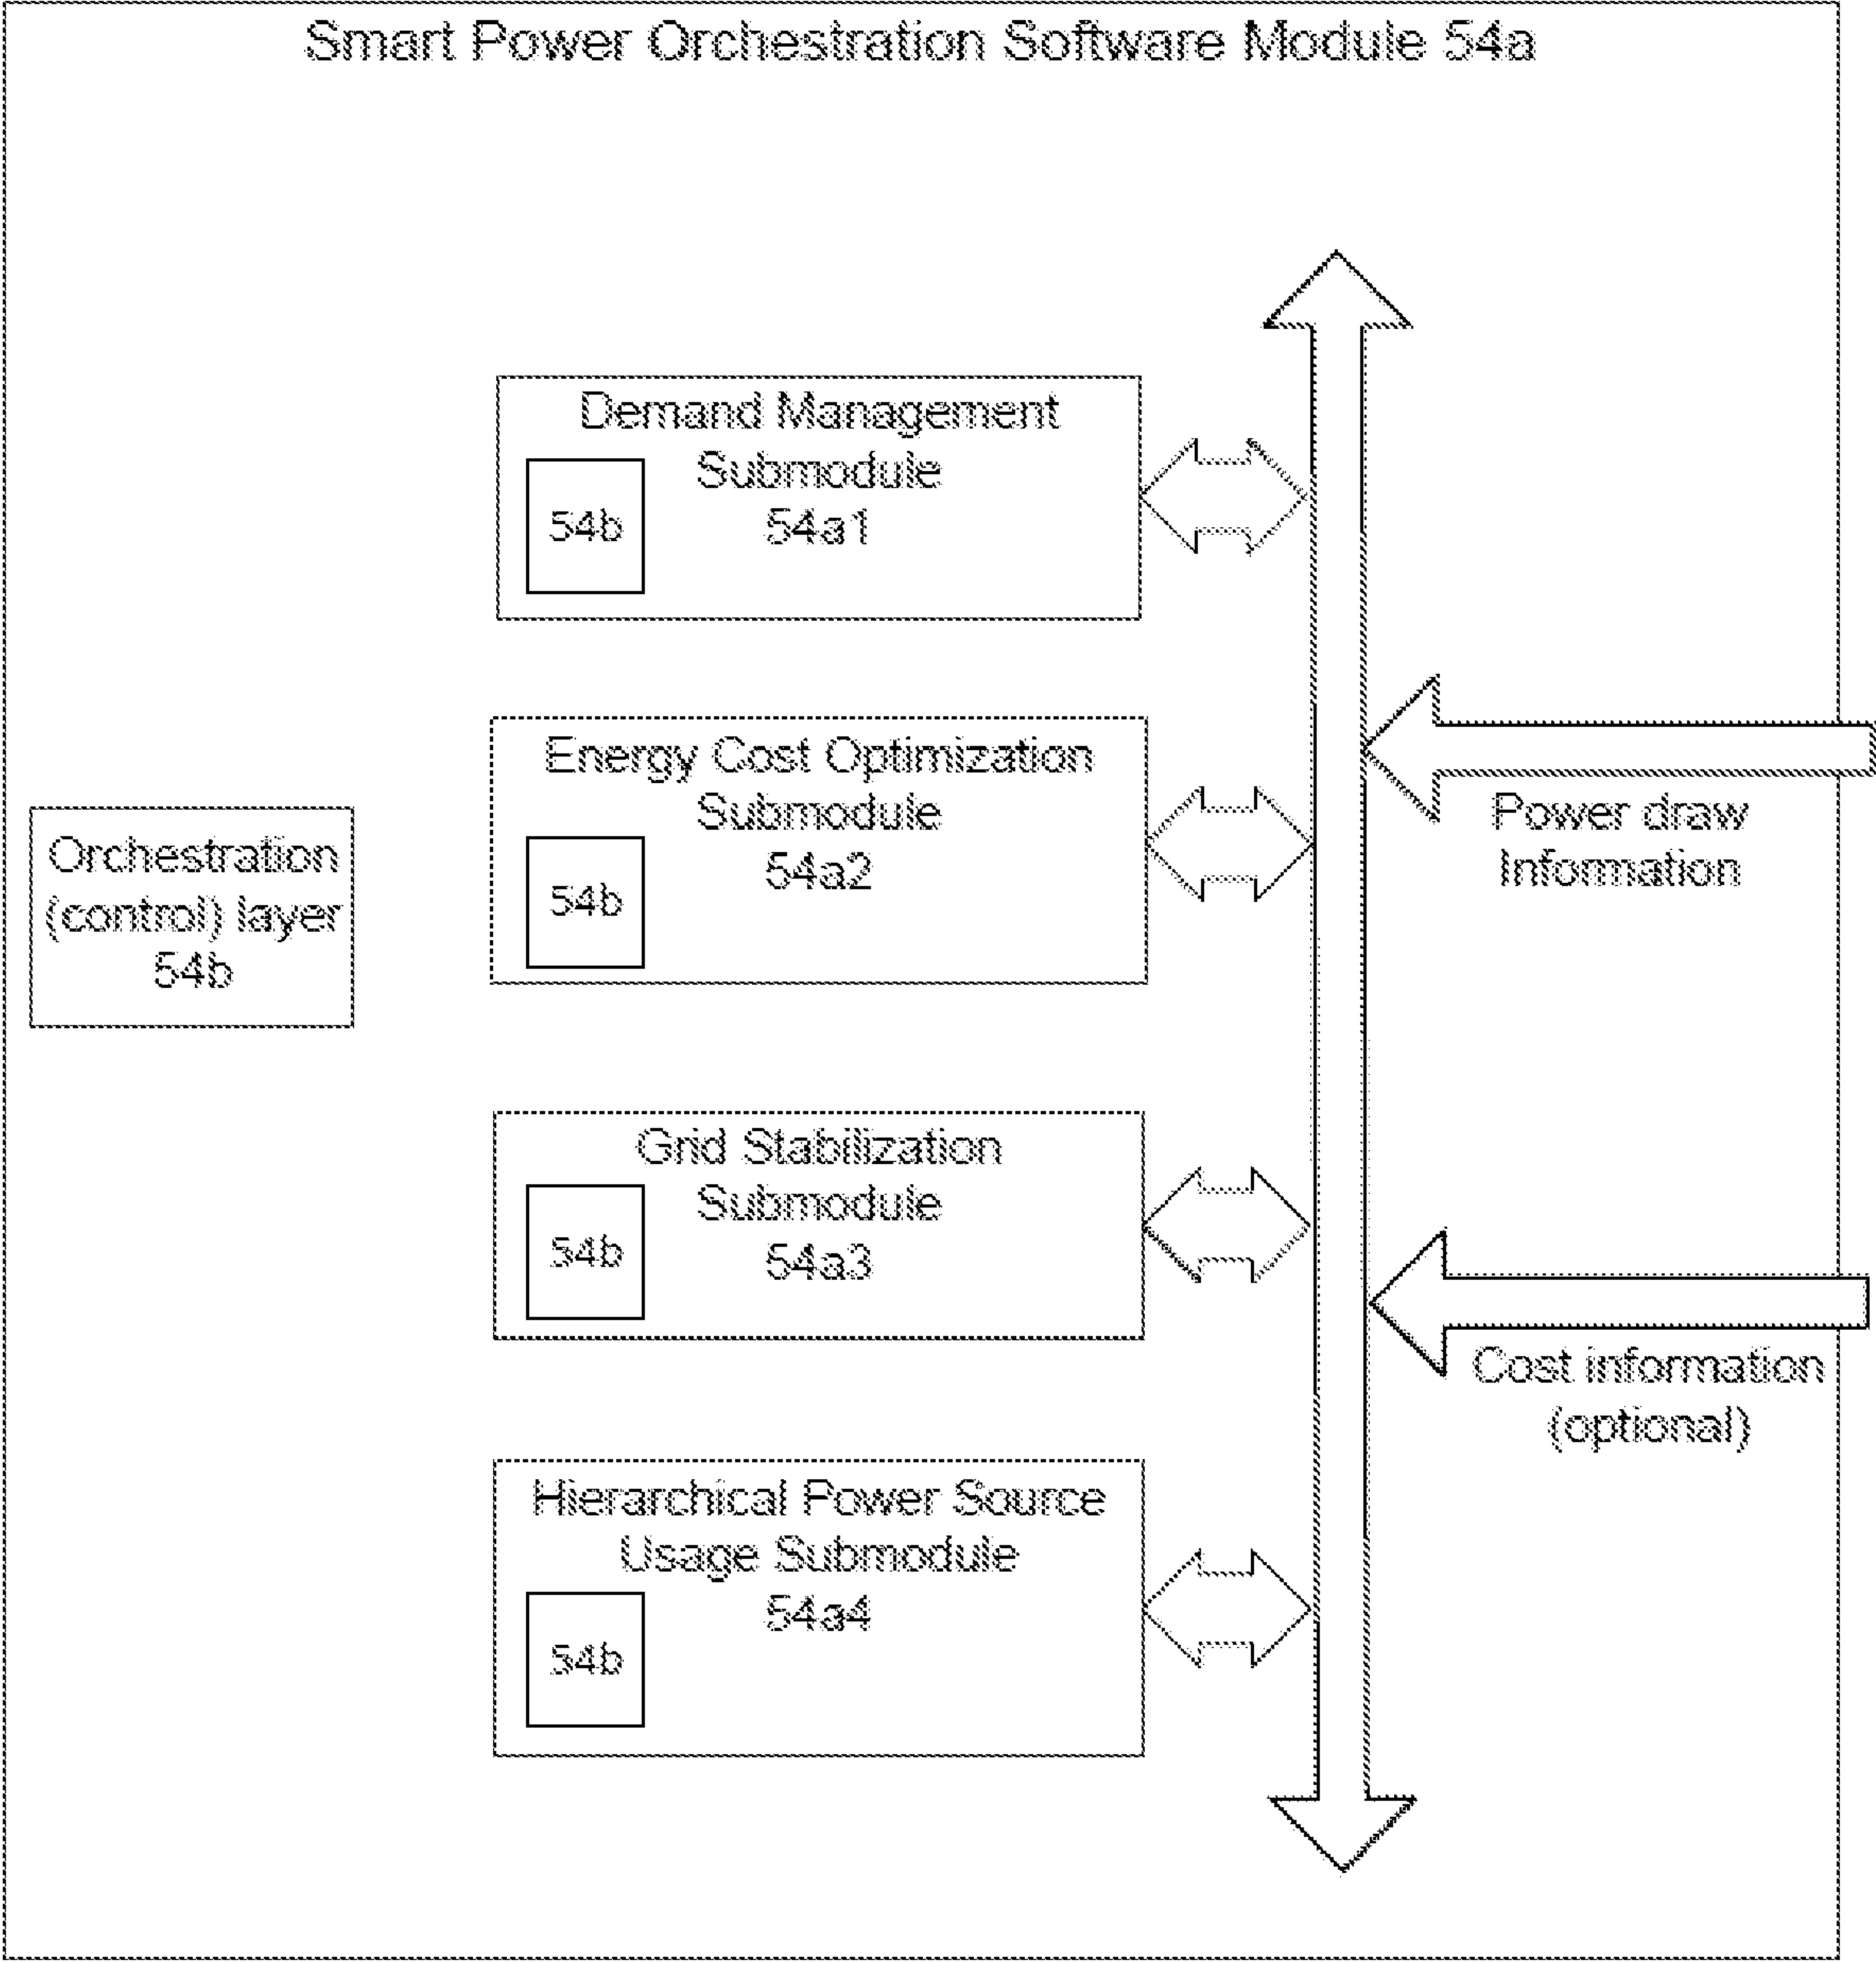 Smart Power Orchestration Software Module 54a
Demand Management
Submodule
54a1
54b
Energy Cost Optimization
Submodule
54a2
54b
Power draw
Information
Orchestration
(control) layer
54b
Grid Stabilization
Submodule
54a3
54b
Cost information
(optional)
Hierarchical Power Source
Usage Submodule
54a4
54b